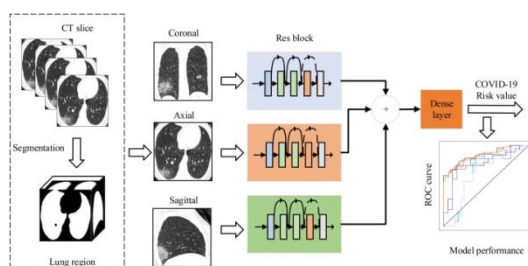 CT slice
Segmentation
Lung region
Coronal
Axial
Sagittal
Res block
+
Dense
layer
COVID-19
Risk value
ROC curve
Model performance